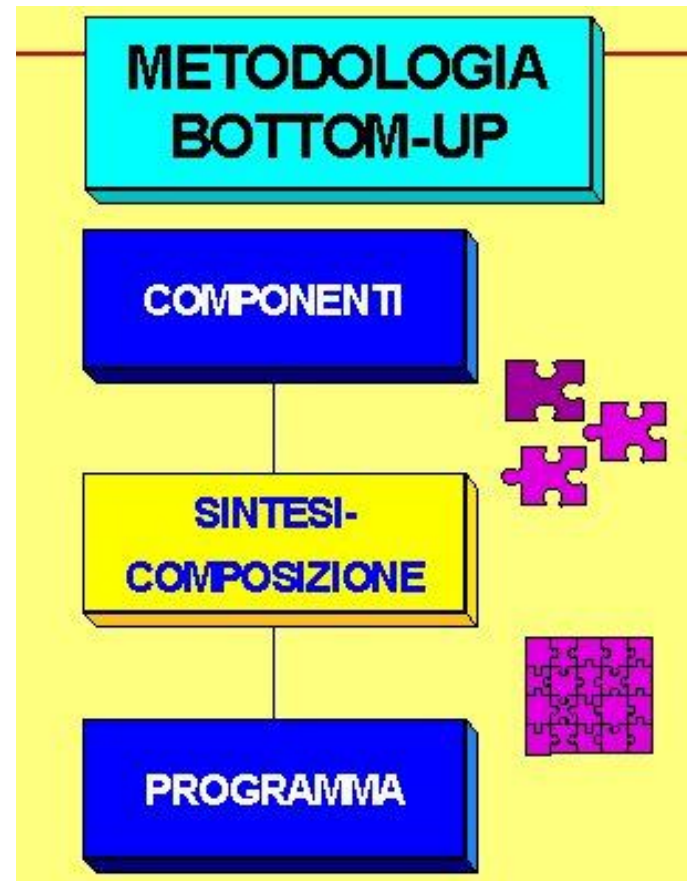 METODOLOGIA
BOTTOM-UP
COMPONENTI
SINTESI-
COMPOSIZIONE
PROGRAMMA